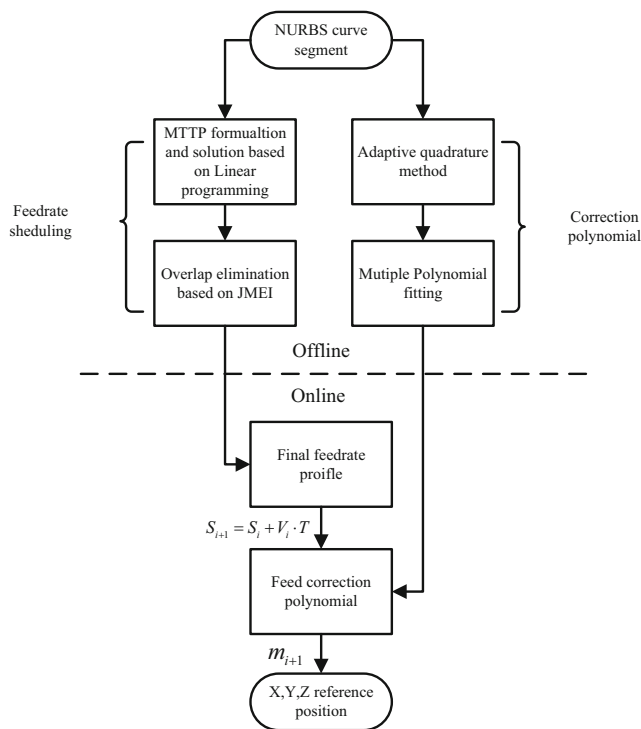 NURBS curve
segment
MTTP formualtion
and solution based
on Linear
programming
Adaptive quadrature
method
Feedrate
sheduling
Correction
polynomial
Overlap elimination
based on JMEI
Mutiple Polynomial
fitting
Offline
Online
Final feedrate
proifle
S_{i+1} = S_i + V_i · T
Feed correction
polynomial
m_{i+1}
X,Y,Z reference
position